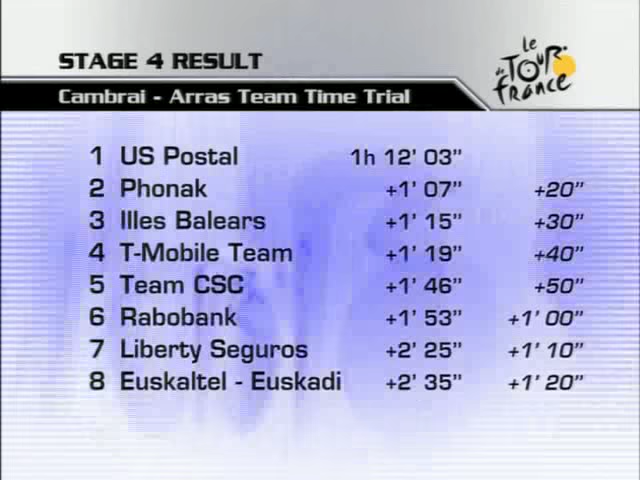 STAGE 4 RESULT
Le Tour de france
Cambrai - Arras Team Time Trial
1 US Postal 1h 12' 03"
2 Phonak +1' 07" +20"
3 Illes Balears +1' 15" +30"
4 T-Mobile Team +1' 19" +40"
5 Team CSC +1' 46" +50"
6 Rabobank +1' 53" +1' 00"
7 Liberty Seguros +2' 25" +1' 10"
8 Euskaltel - Euskadi +2' 35" +1' 20"